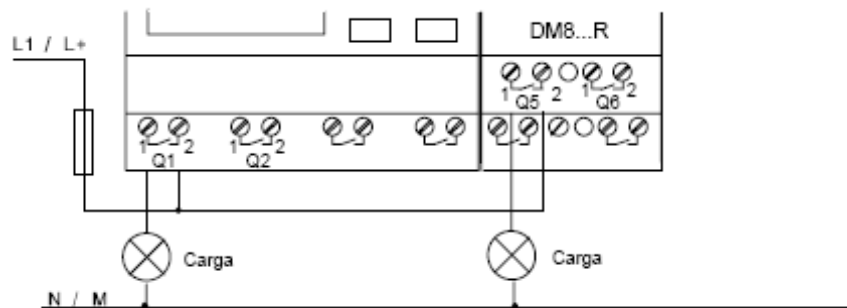 DM8...R
L1 / L+
1 2 1 2
Q5 Q6
1 2 1 2
Q1 Q2
Carga Carga
N / M